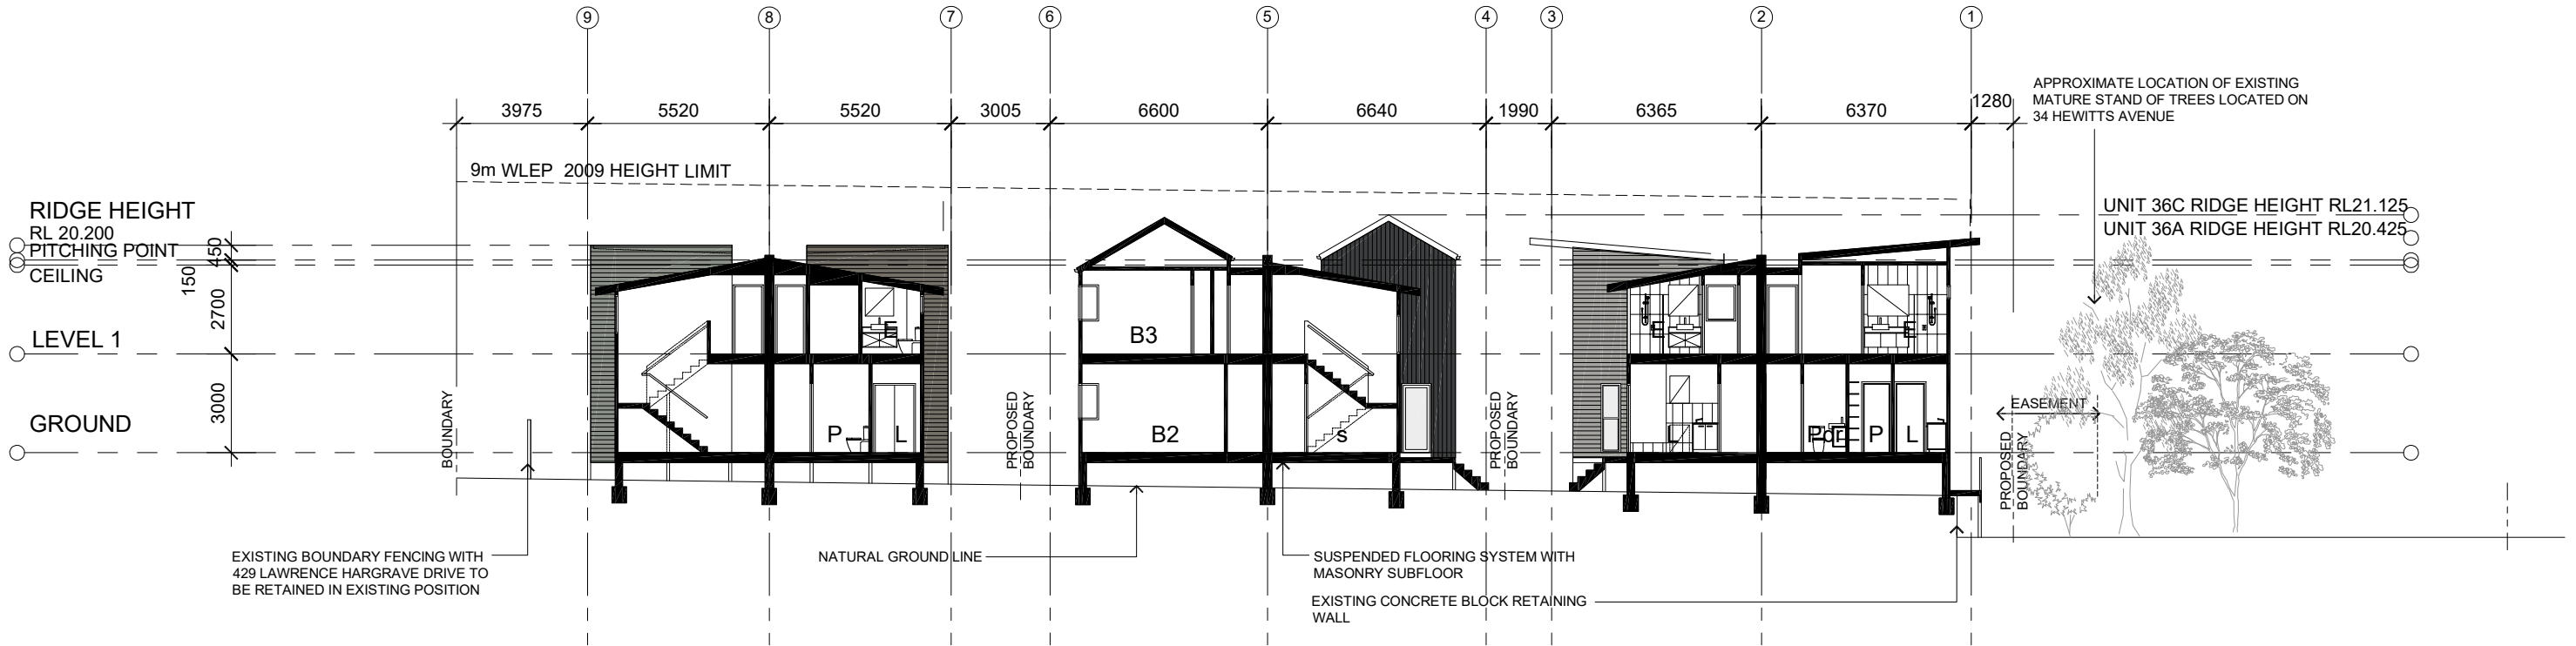 9
8
7
6
5
4
3
2
1
3975
5520
5520
3005
6600
6640
1990
6365
6370
1280
APPROXIMATE LOCATION OF EXISTING
MATURE STAND OF TREES LOCATED ON
34 HEWITTS AVENUE
9m WLEP 2009 HEIGHT LIMIT
RIDGE HEIGHT
RL 20.200
PITCHING POINT
CEILING
LEVEL 1
GROUND
450
150
2700
3000
UNIT 36C RIDGE HEIGHT RL21.125
UNIT 36A RIDGE HEIGHT RL20.425
E
B3
E
E
P
L
B2
s
L
Pdr
E
P
L
BOUNDARY
PROPOSED
BOUNDARY
PROPOSED
BOUNDARY
PROPOSED
BOUNDARY
EASEMENT
EXISTING BOUNDARY FENCING WITH
429 LAWRENCE HARGRAVE DRIVE TO
BE RETAINED IN EXISTING POSITION
NATURAL GROUND LINE
SUSPENDED FLOORING SYSTEM WITH
MASONRY SUBFLOOR
EXISTING CONCRETE BLOCK RETAINING
WALL